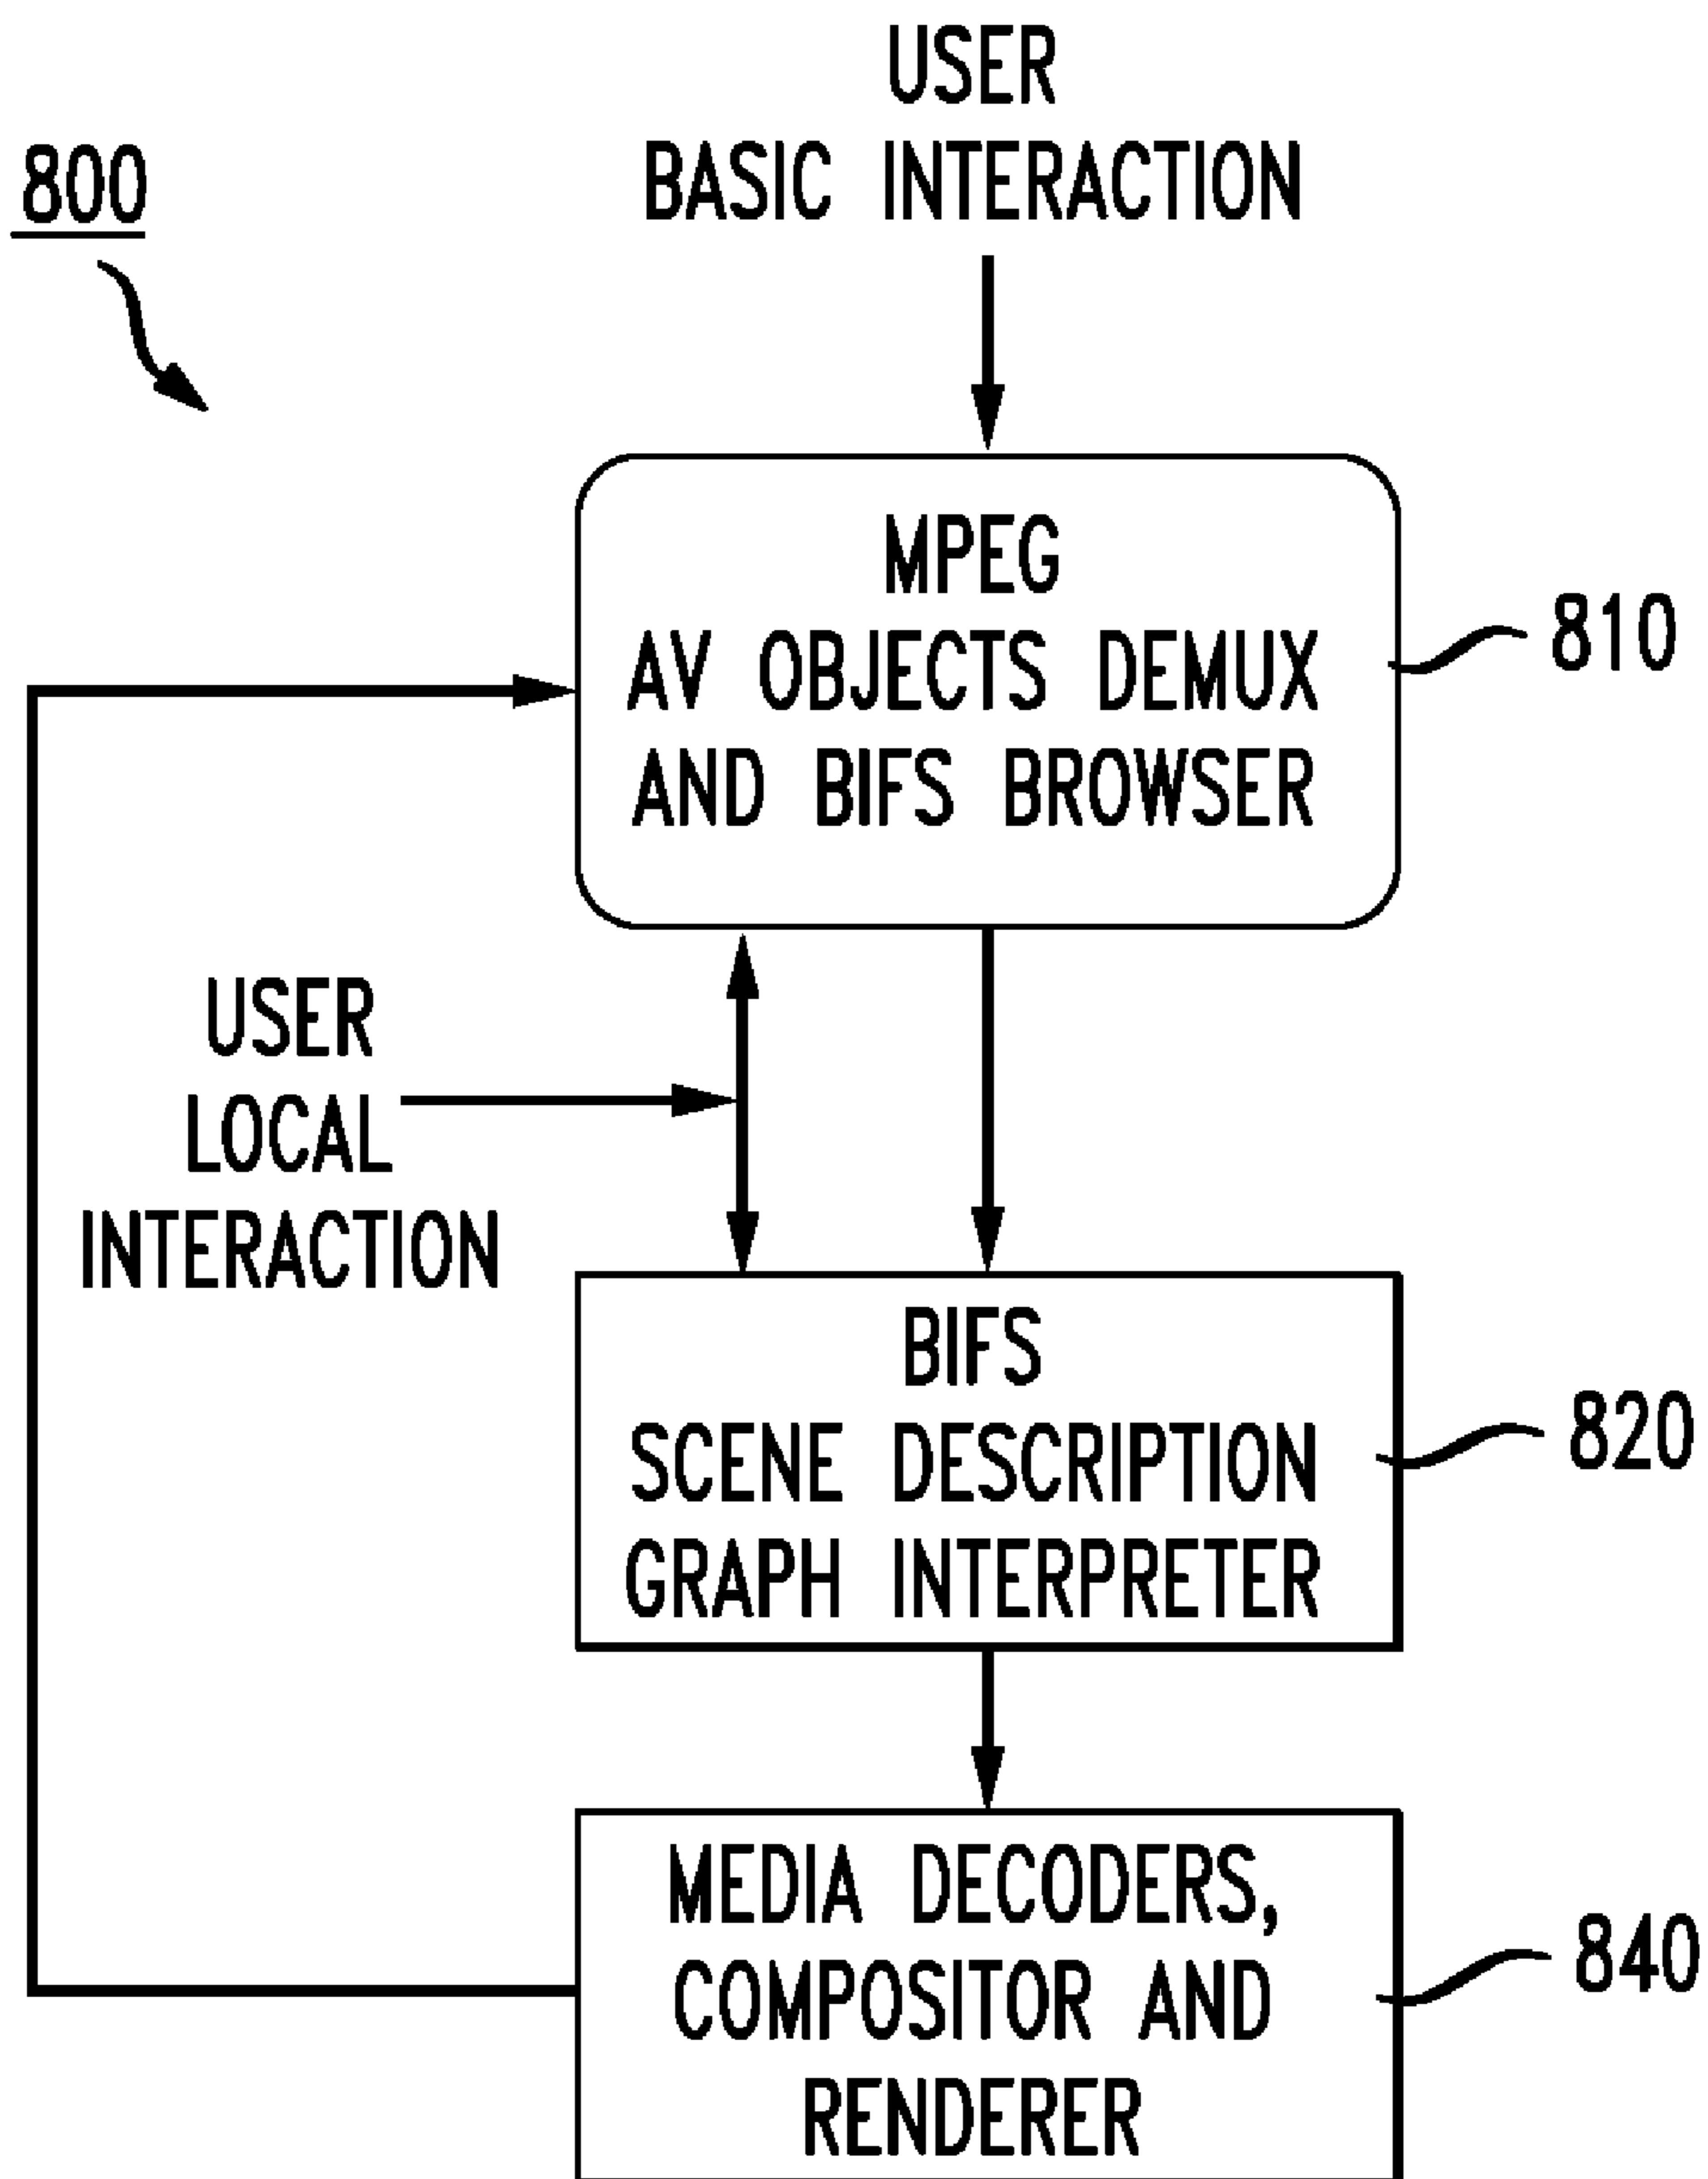 USER
BASIC INTERACTION
800
MPEG
AV OBJECTS DEMUX
AND BIFS BROWSER
810
USER
LOCAL
INTERACTION
BIFS
SCENE DESCRIPTION
GRAPH INTERPRETER
820
MEDIA DECODERS,
COMPOSITOR AND
RENDERER
840